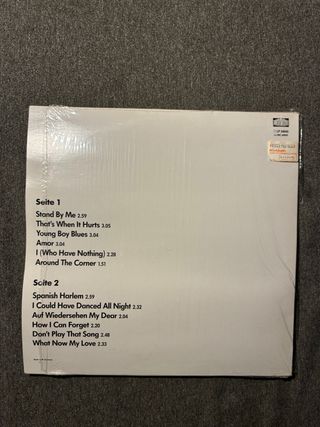 Seite 1
Stand By Me 2.59
That's When It Hurts 3.05
Young Boy Blues 3.04
Amor 3.04
I (Who Have Nothing) 2.28
Around The Corner 1.51
Seite 2
Spanish Harlem 2.59
I Could Have Danced All Night 2.32
Auf Wiedersehen My Dear 2.04
How I Can Forget 2.20
Don't Play That Song 2.48
What Now My Love 2.33